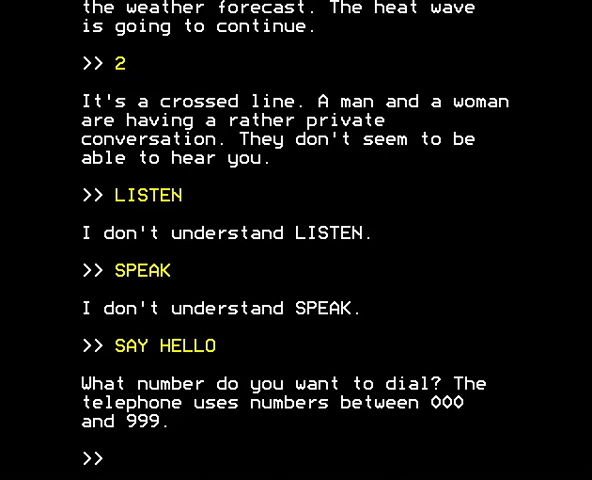 the weather forecast. The heat wave
is going to continue.
>> 2
It's a crossed line. A man and a woman
are having a rather private
conversation. They don't seem to be
able to hear you.
>> LISTEN
I don't understand LISTEN.
>> SPEAK
I don't understand SPEAK.
>> SAY HELLO
What number do you want to dial? The
telephone uses numbers between 000
and 999.
>>